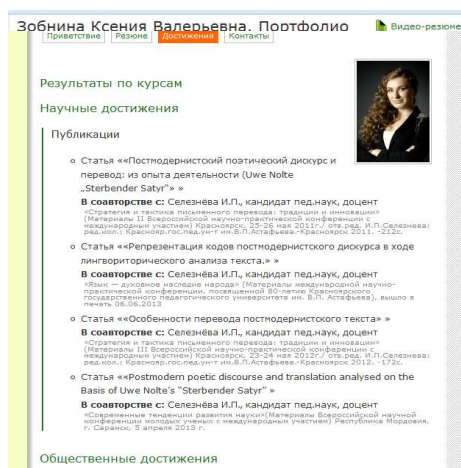 Зобнина Ксения Валерьевна. Портфолио
Видео-резюме
Приветствие Резюме Достижения Контакты
Результаты по курсам
Научные достижения
Публикации
Статья ««Постмодернистский поэтический дискурс и
перевод: из опыта деятельности (Uwe Nolte
„Sterbender Satyr"» »
В соавторстве с: Селезнёва И.П., кандидат пед.наук, доцент
«Стратегия и тактика письменного перевода: традиции и инновации»
(Материалы II Всероссийской научно-практической конференции с
международным участием) Красноярск, 25-26 мая 2011г./ отв.ред. И.П.Селезнева;
ред.кол.; Краснояр.гос.пед.ун-т им.В.П.Астафьева.-Красноярск 2011. -212с.
Статья ««Репрезентация кодов постмодернистского дискурса в ходе
лингвориторического анализа текста.» »
В соавторстве с: Селезнёва И.П., кандидат пед.наук, доцент
«Язык — духовное наследие народа» (Материалы международной научно-
практической конференции, посвященной 80-летию Красноярского
государственного педагогического университета им. В.П. Астафьева), вышло в
печать 06.06.2013
Статья ««Особенности перевода постмодернистского текста» »
В соавторстве с: Селезнёва И.П., кандидат пед.наук, доцент
«Стратегия и тактика письменного перевода: традиции и инновации»
(Материалы III Всероссийской научно-практической конференции с
международным участием) Красноярск, 23-24 мая 2012г./ отв.ред. И.П.Селезнева;
ред.кол.; Краснояр.гос.пед.ун-т им.В.П.Астафьева.-Красноярск 2012. -172с.
Статья ««Postmodern poetic discourse and translation analysed on the
Basis of Uwe Nolte's "Sterbender Satyr" »
В соавторстве с: Селезнёва И.П., кандидат пед.наук, доцент
«Современные тенденции развития науки»(Материалы Всероссийской научной
конференции молодых ученых с международным участием) Республика Мордовия,
г. Саранск, 5 апреля 2013 г.
Общественные достижения